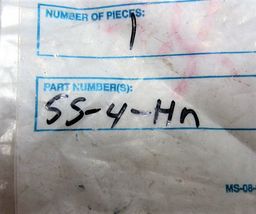 NUMBER OF PIECES:
1
PART NUMBER(S):
SS-4-Hn
MS-08-